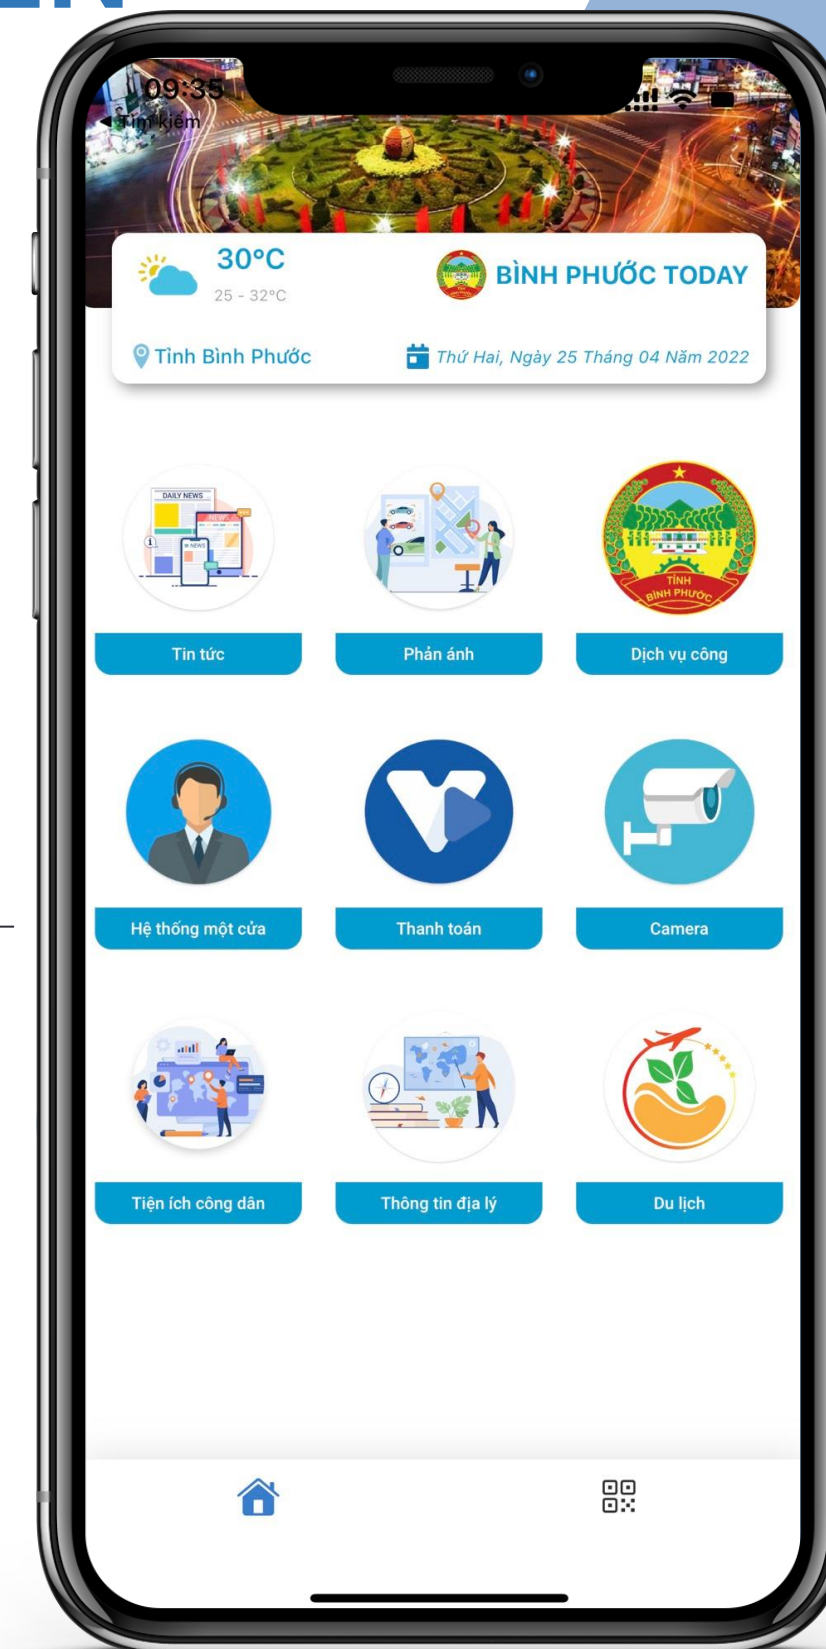 09:35
◀ Tìm kiếm
30°C
25 - 32°C
BÌNH PHƯỚC TODAY
Tỉnh Bình Phước
Thứ Hai, Ngày 25 Tháng 04 Năm 2022
DAILY NEWS
NEWS
NEWS
TỈNH
BÌNH PHƯỚC
Tin tức
Phản ánh
Dịch vụ công
Hệ thống một cửa
Thanh toán
Camera
Tiện ích công dân
Thông tin địa lý
Du lịch